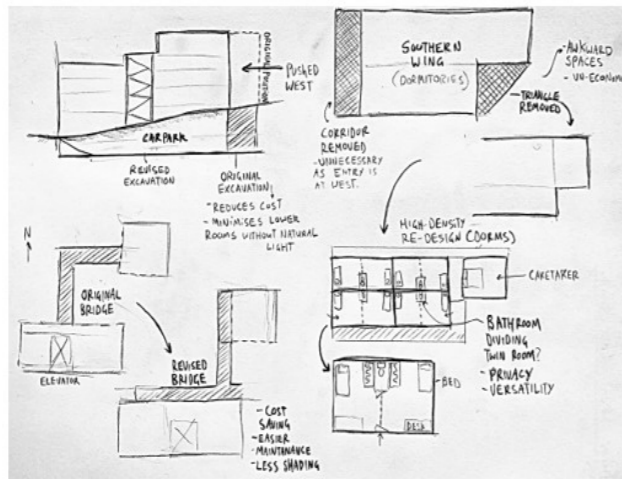 ORIGINAL POSITION
PUSHED
WEST
CARPARK
REVISED
EXCAVATION
ORIGINAL
EXCAVATION
- REDUCES COST
- MINIMISES LOWER
ROOMS WITHOUT NATURAL
LIGHT
SOUTHERN
WING
(DORMITORIES)
- AWKWARD
SPACES
- UN-ECONOM
TRIANGLE
REMOVED
CORRIDOR
REMOVED
- UNNECESSARY
AS ENTRY IS
AT WEST.
HIGH-DENSITY
RE-DESIGN (DORMS)
CARETAKER
BATHROOM
DIVIDING
TWIN ROOM?
- PRIVACY
- VERSATILITY
BED
DESK
N
ORIGINAL
BRIDGE
ELEVATOR
REVISED
BRIDGE
- COST
SAVING
- EASIER
MAINTENANCE
- LESS SHADING